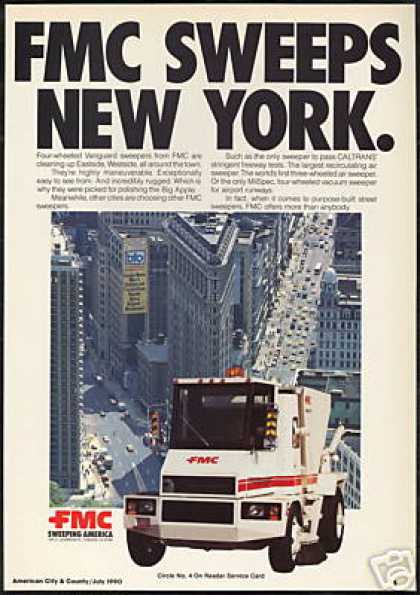 FMC SWEEPS
NEW YORK.
Four-wheeled Vanguard sweepers from FMC are
cleaning up Eastside, Westside, all around the town.
They're highly maneuverable. Exceptionally
easy to see from. And incredibly rugged. Which is
why they were picked for polishing the Big Apple.
Meanwhile, other cities are choosing other FMC
sweepers.
Such as the only sweeper to pass CALTRANS'
stringent freeway tests. The largest recirculating air
sweeper. The world's first three-wheeled air sweeper.
Or the only MilSpec, four-wheeled vacuum sweeper
for airport runways.
In fact, when it comes to purpose-built street
sweepers, FMC offers more than anybody.
FMC
FMC
SWEEPING AMERICA
American City & County/July 1990
Circle No. 4 On Reader Service Card